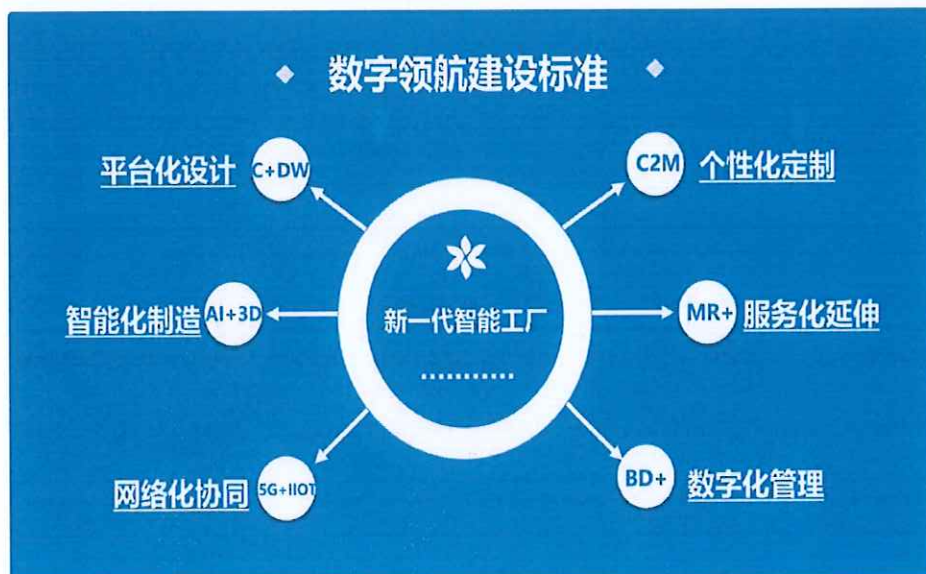 数字领航建设标准
平台化设计 C+DW
C2M 个性化定制
智能化制造 AI+3D
新一代智能工厂
MR+ 服务化延伸
网络化协同 5G+IIOT
BD+ 数字化管理